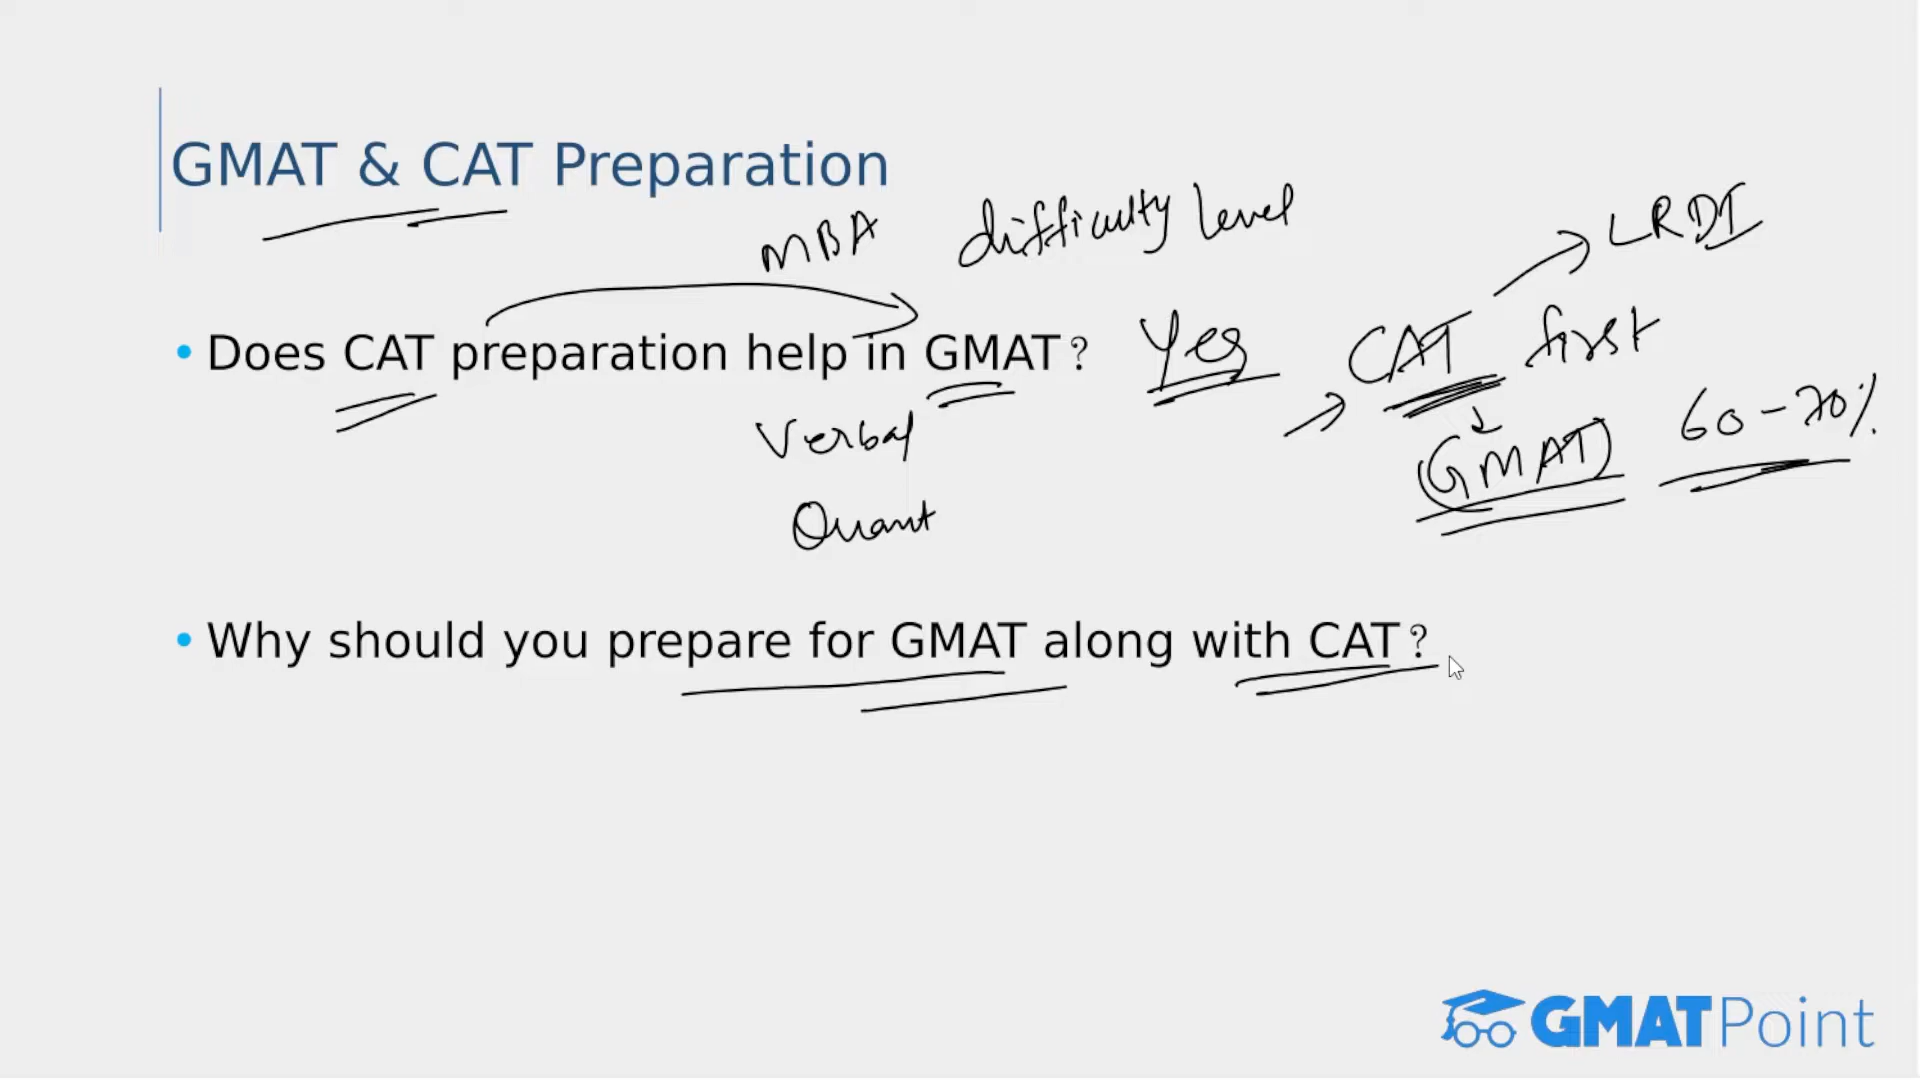 GMAT & CAT Preparation
MBA difficulty level
LRDI
• Does CAT preparation help in GMAT? Yes CAT first
Verbal (GMAT) 60-70%
Quant
• Why should you prepare for GMAT along with CAT?
GMATPoint